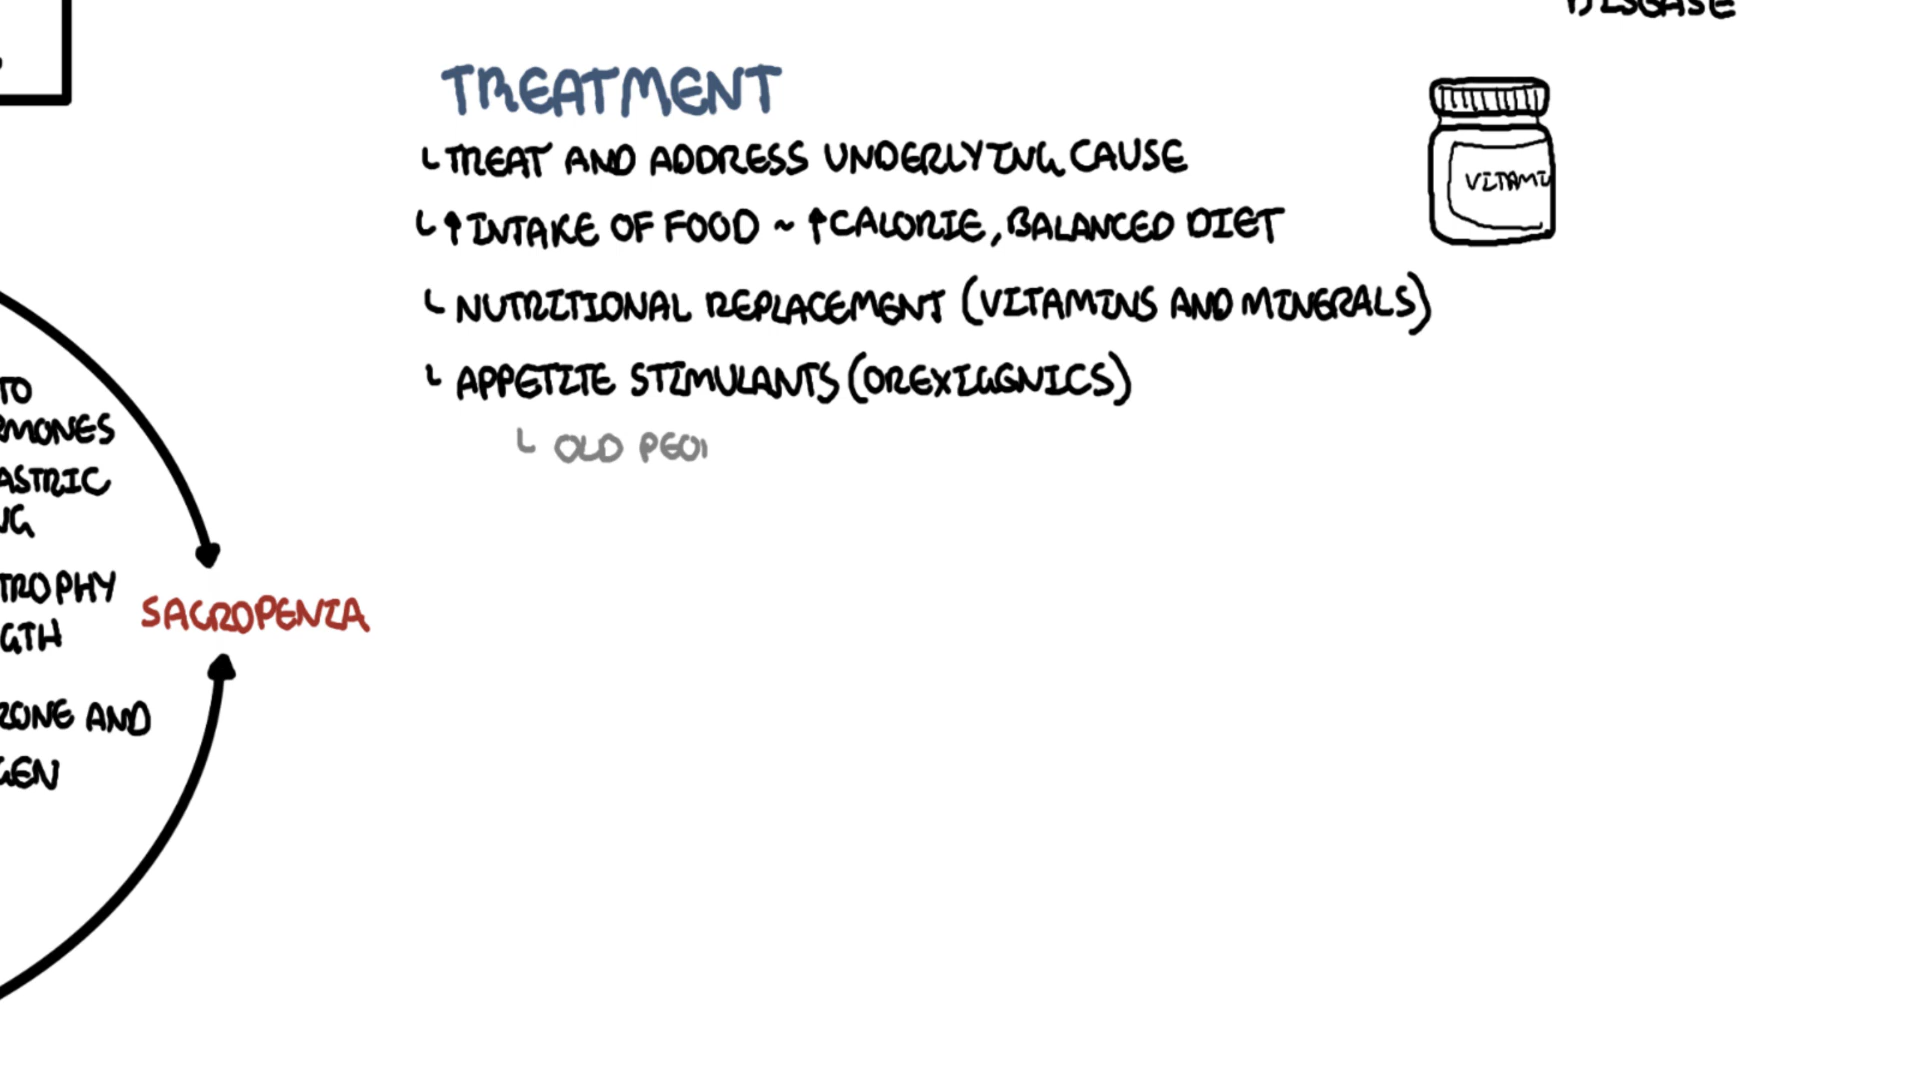 DISEASE
TREATMENT
└ TREAT AND ADDRESS UNDERLYING CAUSE
└ ↑ INTAKE OF FOOD ~ ↑ CALORIE, BALANCED DIET
└ NUTRITIONAL REPLACEMENT (VITAMINS AND MINERALS)
└ APPETITE STIMULANTS (OREXIGENICS)
└ OLD PEO
VITAMI
TO
RMONES
ASTRIC
NG
TROPHY
GTH
SACROPENIA
RONE AND
GEN